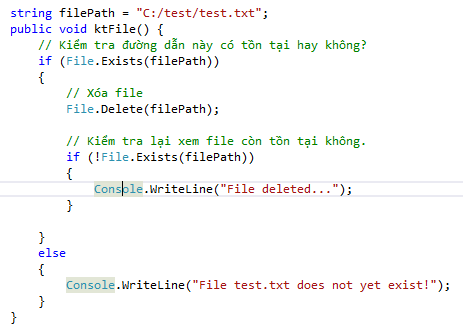 string filePath = "C:/test/test.txt";
public void ktFile() {
    // Kiểm tra đường dẫn này có tồn tại hay không?
    if (File.Exists(filePath))
    {
        // Xóa file
        File.Delete(filePath);

        // Kiểm tra lại xem file còn tồn tại không.
        if (!File.Exists(filePath))
        {
            Console.WriteLine("File deleted...");
        }

    }
    else
    {
        Console.WriteLine("File test.txt does not yet exist!");
    }
}